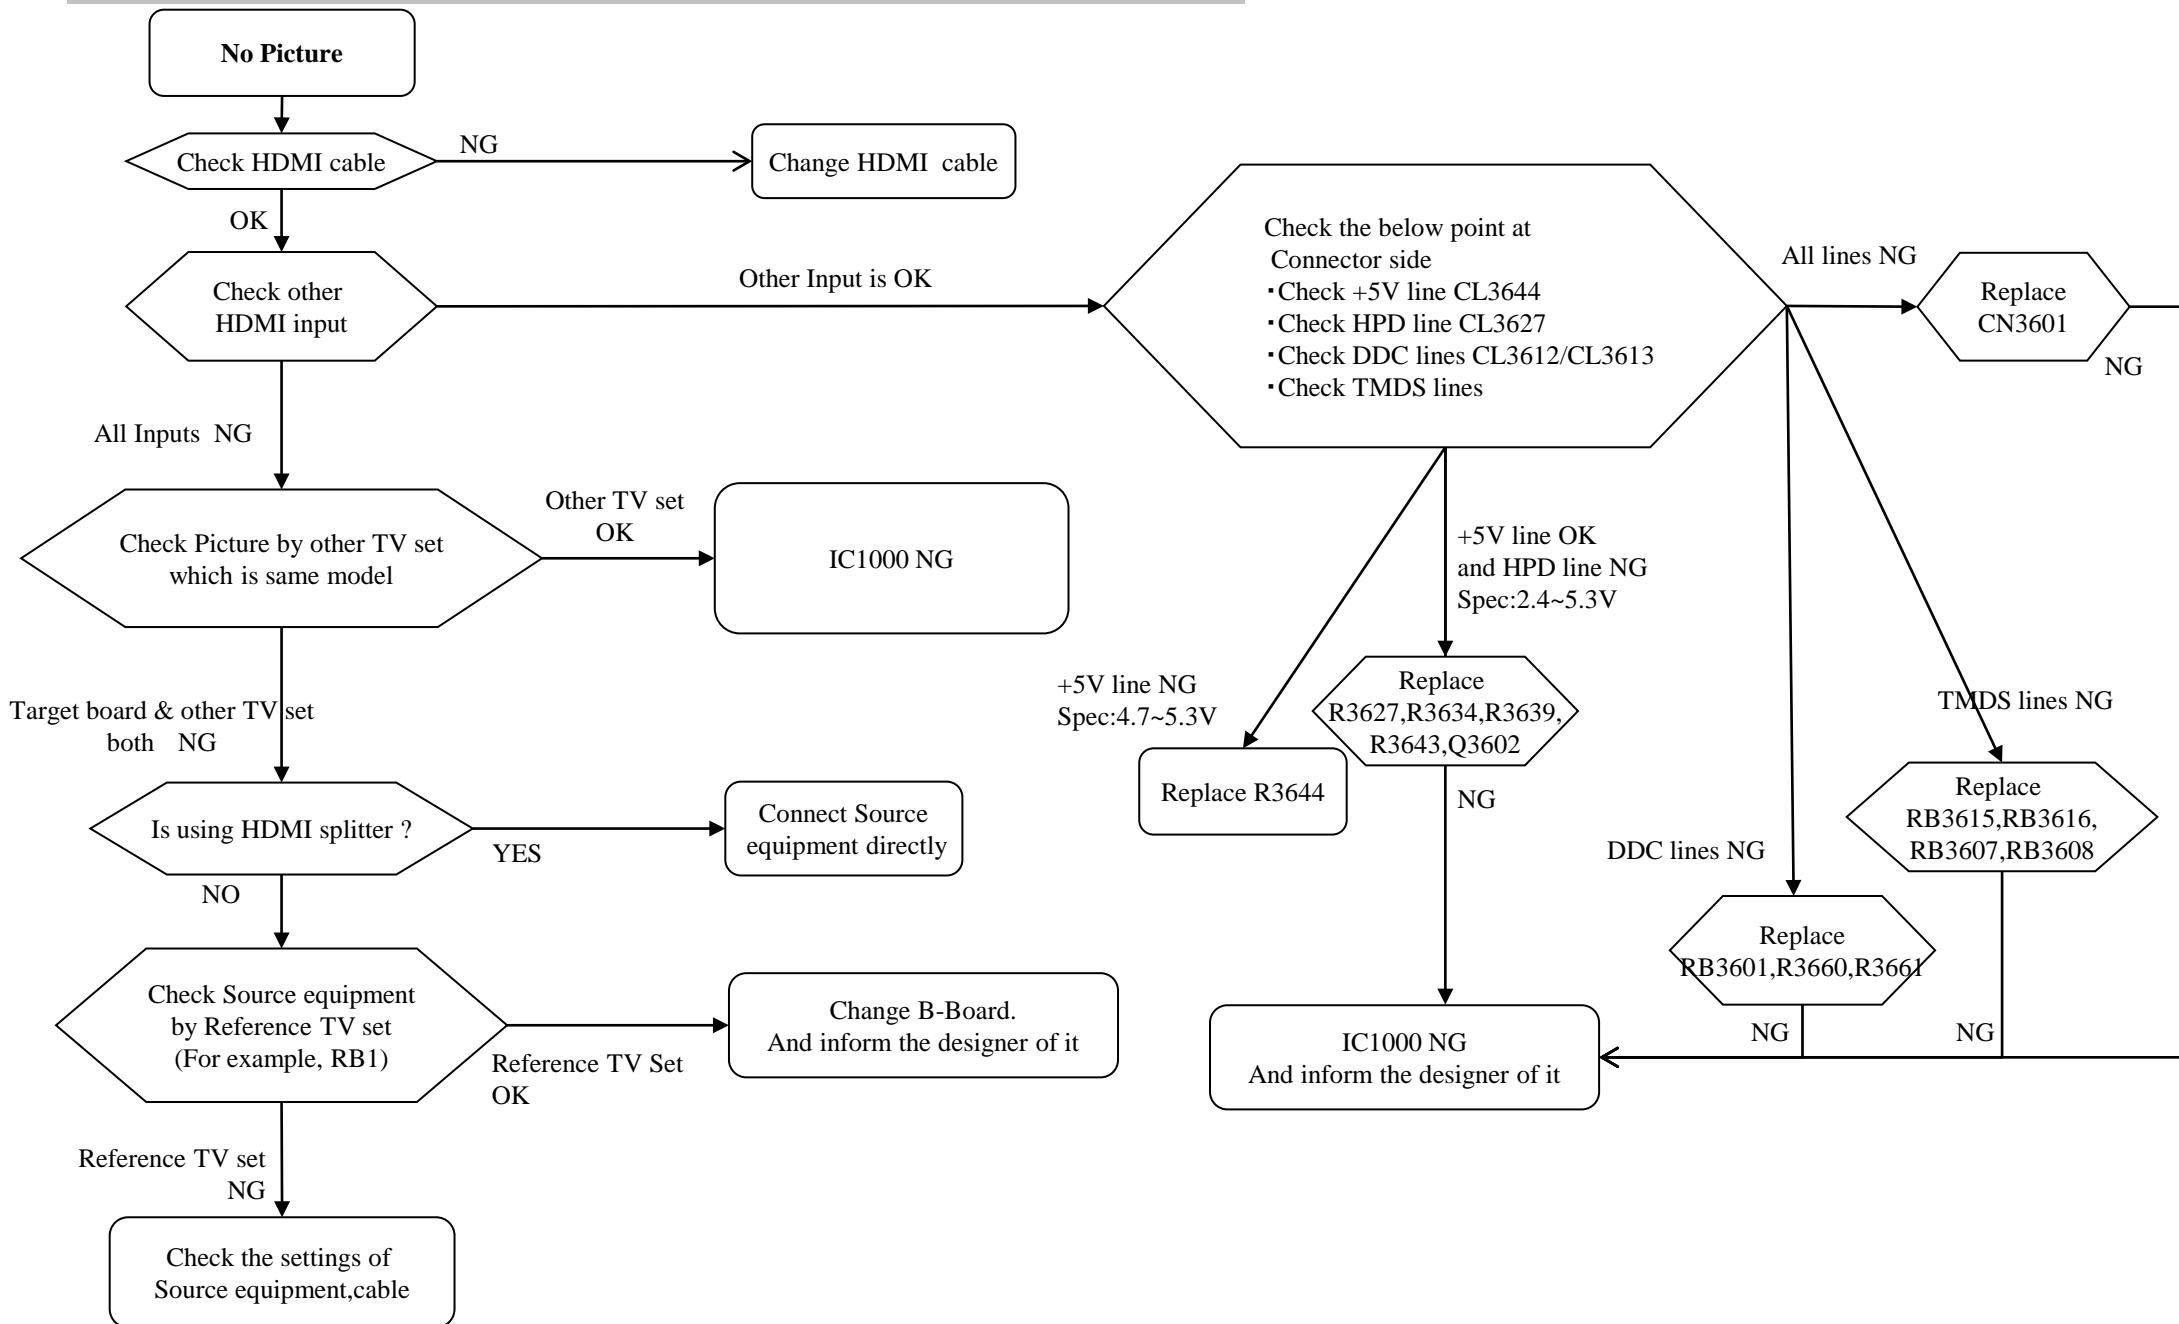 No Picture
Check HDMI cable
NG
Change HDMI  cable
OK
Check other
HDMI input
Other Input is OK
Check the below point at
Connector side
・Check +5V line CL3644
・Check HPD line CL3627
・Check DDC lines CL3612/CL3613
・Check TMDS lines
All lines NG
Replace
CN3601
NG
All Inputs  NG
Check Picture by other TV set
which is same model
Other TV set
OK
IC1000 NG
+5V line OK
and HPD line NG
Spec:2.4~5.3V
+5V line NG
Spec:4.7~5.3V
Replace R3644
Replace
R3627,R3634,R3639,
R3643,Q3602
NG
TMDS lines NG
Replace
RB3615,RB3616,
RB3607,RB3608
DDC lines NG
Replace
RB3601,R3660,R3661
NG
NG
Target board & other TV set
both   NG
Is using HDMI splitter ?
YES
Connect Source
equipment directly
NO
Check Source equipment
by Reference TV set
(For example, RB1)
Reference TV Set
OK
Change B-Board.
And inform the designer of it
IC1000 NG
And inform the designer of it
Reference TV set
NG
Check the settings of
Source equipment,cable